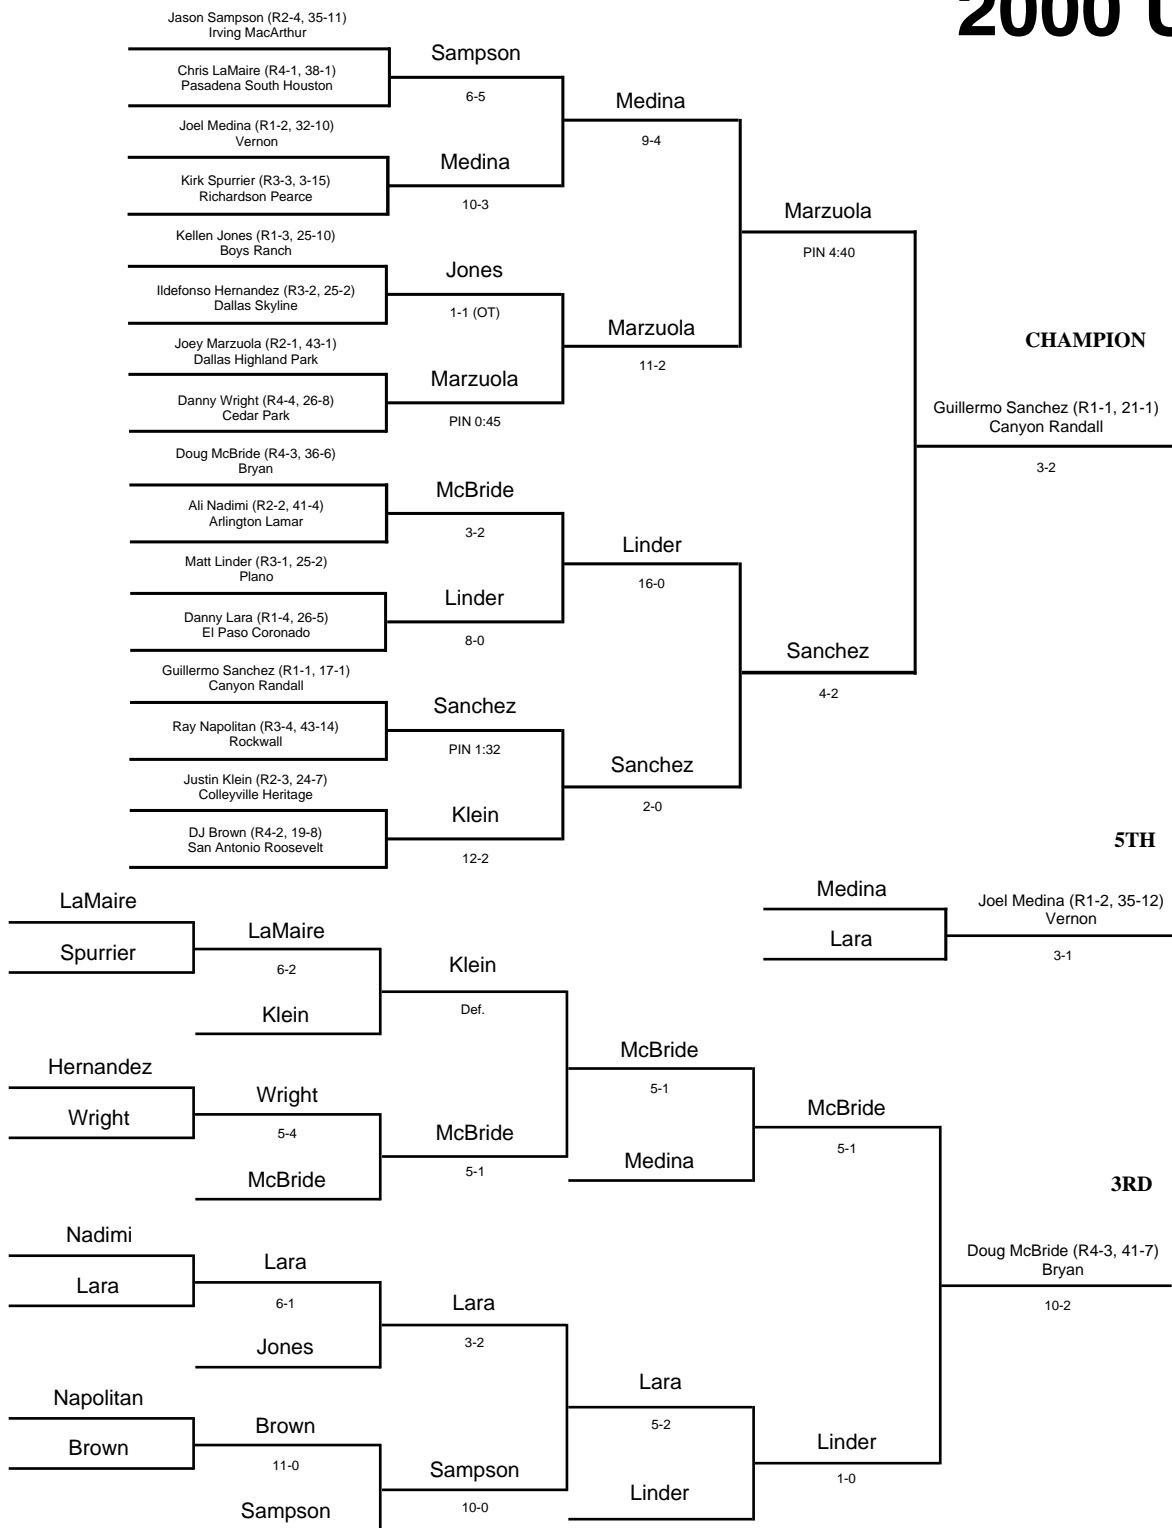 2000 U
Jason Sampson (R2-4, 35-11)
Irving MacArthur
Chris LaMaire (R4-1, 38-1)
Pasadena South Houston
Joel Medina (R1-2, 32-10)
Vernon
Kirk Spurrier (R3-3, 3-15)
Richardson Pearce
Kellen Jones (R1-3, 25-10)
Boys Ranch
Ildefonso Hernandez (R3-2, 25-2)
Dallas Skyline
Joey Marzuola (R2-1, 43-1)
Dallas Highland Park
Danny Wright (R4-4, 26-8)
Cedar Park
Doug McBride (R4-3, 36-6)
Bryan
Ali Nadimi (R2-2, 41-4)
Arlington Lamar
Matt Linder (R3-1, 25-2)
Plano
Danny Lara (R1-4, 26-5)
El Paso Coronado
Guillermo Sanchez (R1-1, 17-1)
Canyon Randall
Ray Napolitan (R3-4, 43-14)
Rockwall
Justin Klein (R2-3, 24-7)
Colleyville Heritage
DJ Brown (R4-2, 19-8)
San Antonio Roosevelt
Sampson
6-5
Medina
10-3
Jones
1-1 (OT)
Marzuola
PIN 0:45
McBride
3-2
Linder
8-0
Sanchez
PIN 1:32
Klein
12-2
Medina
9-4
Marzuola
11-2
Linder
16-0
Sanchez
2-0
Marzuola
PIN 4:40
Sanchez
4-2
CHAMPION
Guillermo Sanchez (R1-1, 21-1)
Canyon Randall
3-2
5TH
Medina
Lara
Joel Medina (R1-2, 35-12)
Vernon
3-1
LaMaire
Spurrier
Hernandez
Wright
Nadimi
Lara
Napolitan
Brown
LaMaire
6-2
Klein
Wright
5-4
McBride
Lara
6-1
Jones
Brown
11-0
Sampson
Klein
Def.
McBride
5-1
Lara
3-2
Sampson
10-0
McBride
5-1
Medina
Lara
5-2
Linder
McBride
5-1
Linder
1-0
3RD
Doug McBride (R4-3, 41-7)
Bryan
10-2